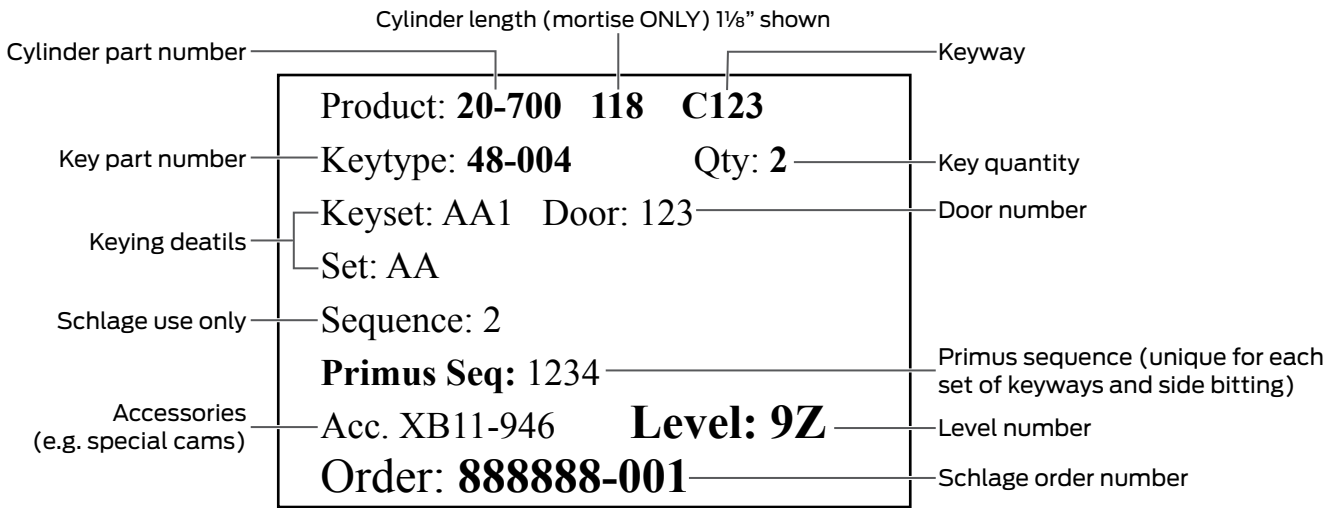 Cylinder length (mortise ONLY) 1⅛” shown
Cylinder part number
Keyway
Product: 20-700 118 C123
Key part number
Keytype: 48-004 Qty: 2
Key quantity
Keyset: AA1 Door: 123
Door number
Keying deatils
Set: AA
Schlage use only
Sequence: 2
Primus Seq: 1234
Primus sequence (unique for each
set of keyways and side bitting)
Accessories
(e.g. special cams)
Acc. XB11-946 Level: 9Z
Level number
Order: 888888-001
Schlage order number